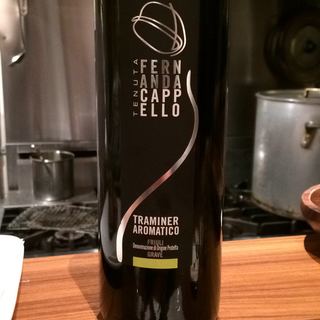 TENUTA
FERN
ANDA
CAPP
ELLO
TRAMINER
AROMATICO
FRIULI
Denominazione di Origine Protetta
GRAVE